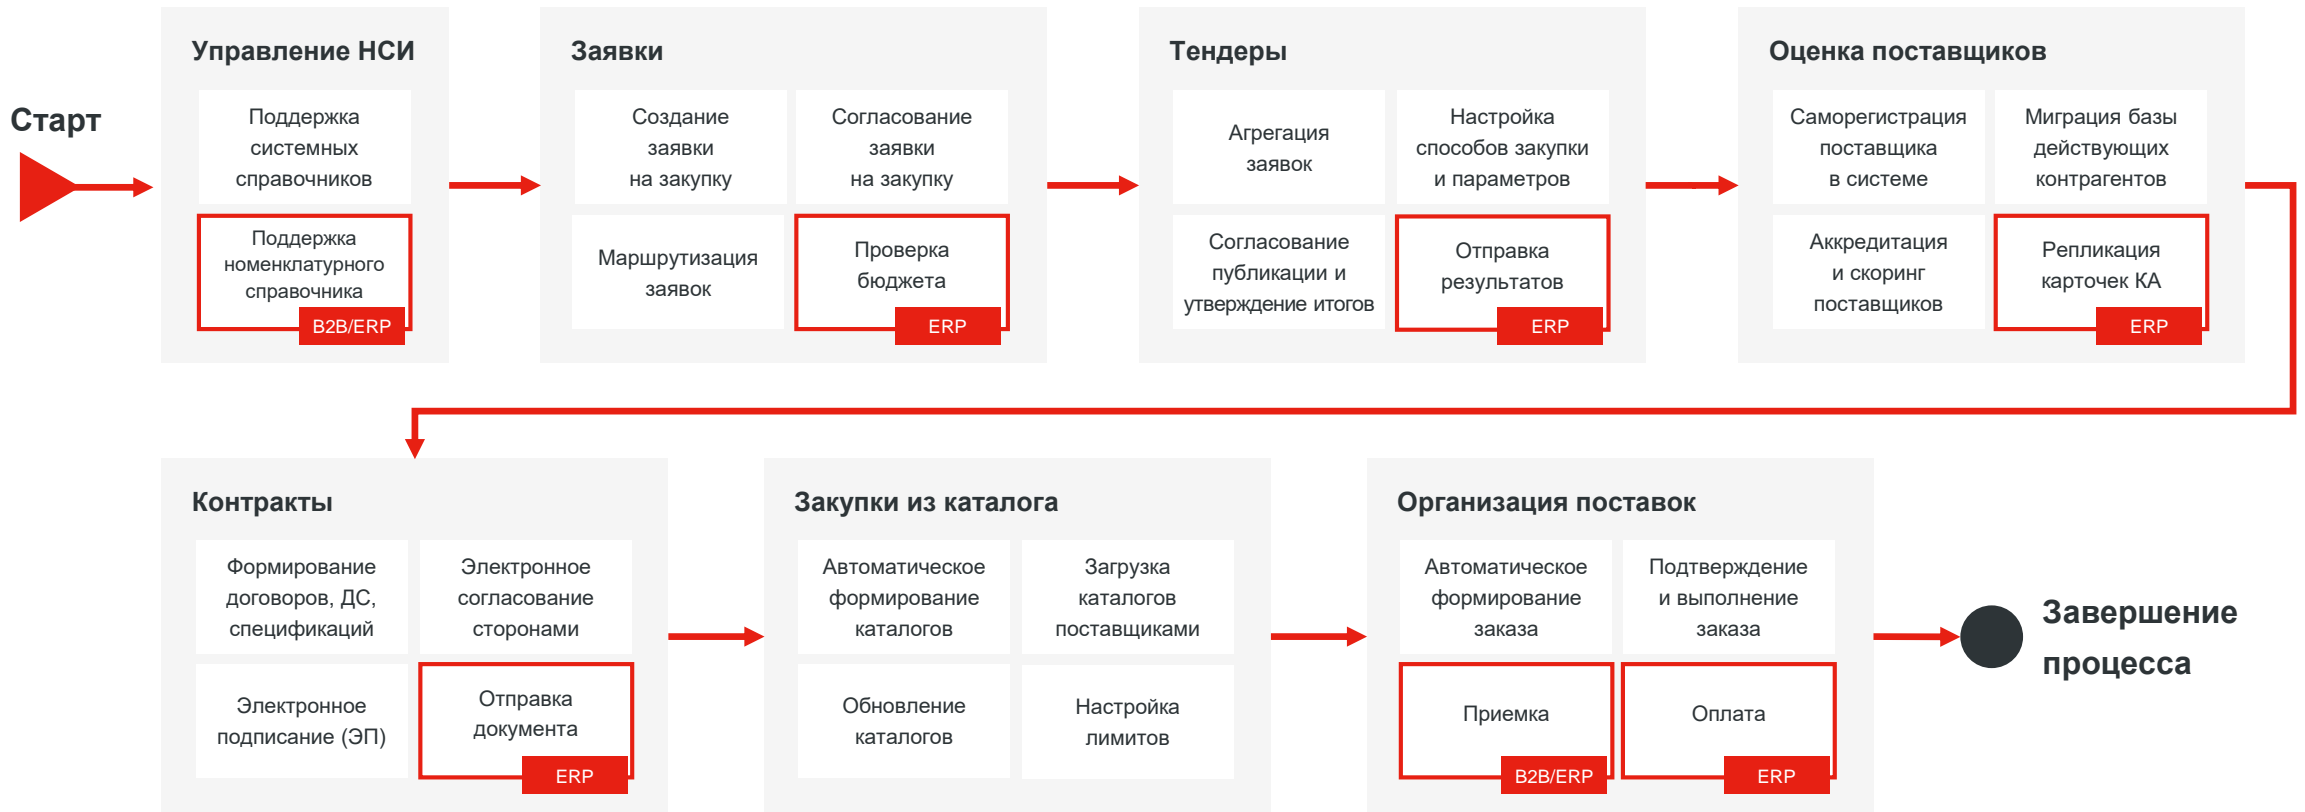 Старт
Управление НСИ
Поддержка
системных
справочников
Поддержка
номенклатурного
справочника
B2B/ERP
Заявки
Создание
заявки
на закупку
Согласование
заявки
на закупку
Маршрутизация
заявок
Проверка
бюджета
ERP
Тендеры
Агрегация
заявок
Настройка
способов закупки
и параметров
Согласование
публикации и
утверждение итогов
Отправка
результатов
ERP
Оценка поставщиков
Саморегистрация
поставщика
в системе
Миграция базы
действующих
контрагентов
Аккредитация
и скоринг
поставщиков
Репликация
карточек КА
ERP
Контракты
Формирование
договоров, ДС,
спецификаций
Электронное
согласование
сторонами
Электронное
подписание (ЭП)
Отправка
документа
ERP
Закупки из каталога
Автоматическое
формирование
каталогов
Загрузка
каталогов
поставщиками
Обновление
каталогов
Настройка
лимитов
Организация поставок
Автоматическое
формирование
заказа
Подтверждение
и выполнение
заказа
Приемка
B2B/ERP
Оплата
ERP
Завершение
процесса